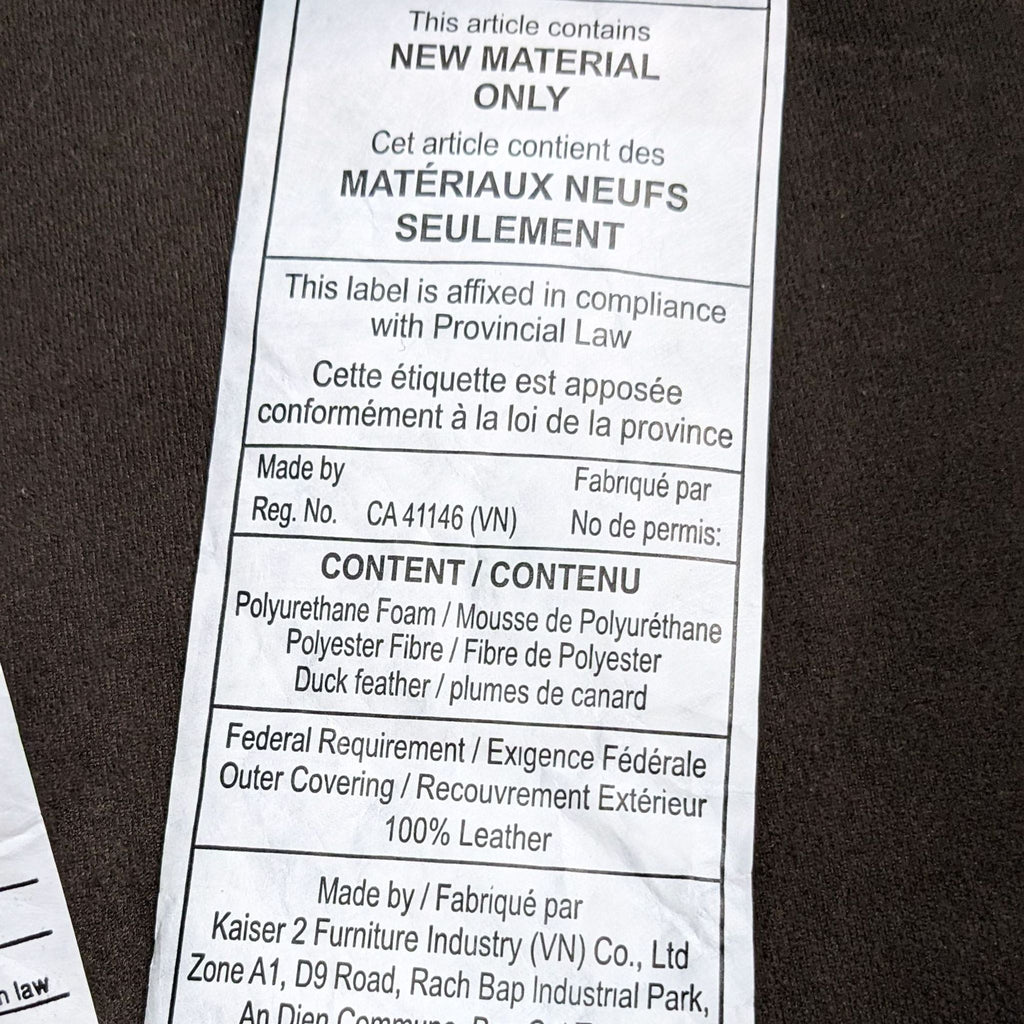 This article contains
NEW MATERIAL
ONLY
Cet article contient des
MATÉRIAUX NEUFS
SEULEMENT
This label is affixed in compliance
with Provincial Law
Cette étiquette est apposée
conformément à la loi de la province
Made by Fabriqué par
Reg. No. CA 41146 (VN) No de permis:
CONTENT / CONTENU
Polyurethane Foam / Mousse de Polyuréthane
Polyester Fibre / Fibre de Polyester
Duck feather / plumes de canard
Federal Requirement / Exigence Fédérale
Outer Covering / Recouvrement Extérieur
100% Leather
Made by / Fabriqué par
Kaiser 2 Furniture Industry (VN) Co., Ltd
Zone A1, D9 Road, Rach Bap Industrial Park,
An Dien
law